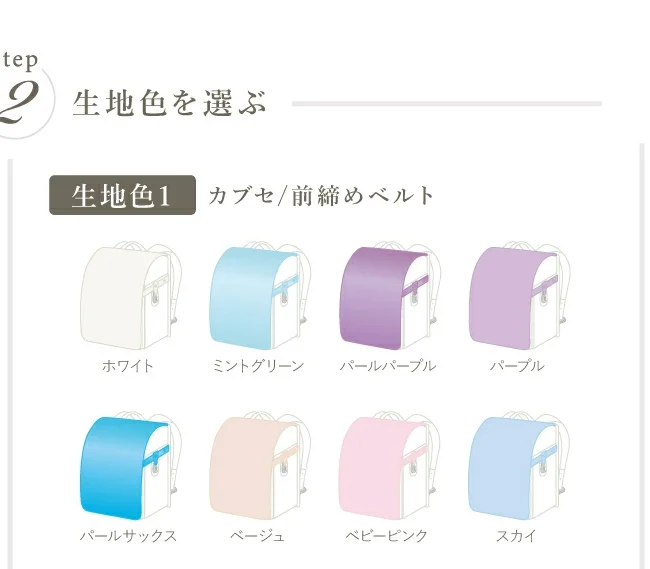 tep
2
生地色を選ぶ
生地色1 カブセ/前締めベルト
ホワイト ミントグリーン パールパープル パープル
パールサックス ベージュ ベビーピンク スカイ